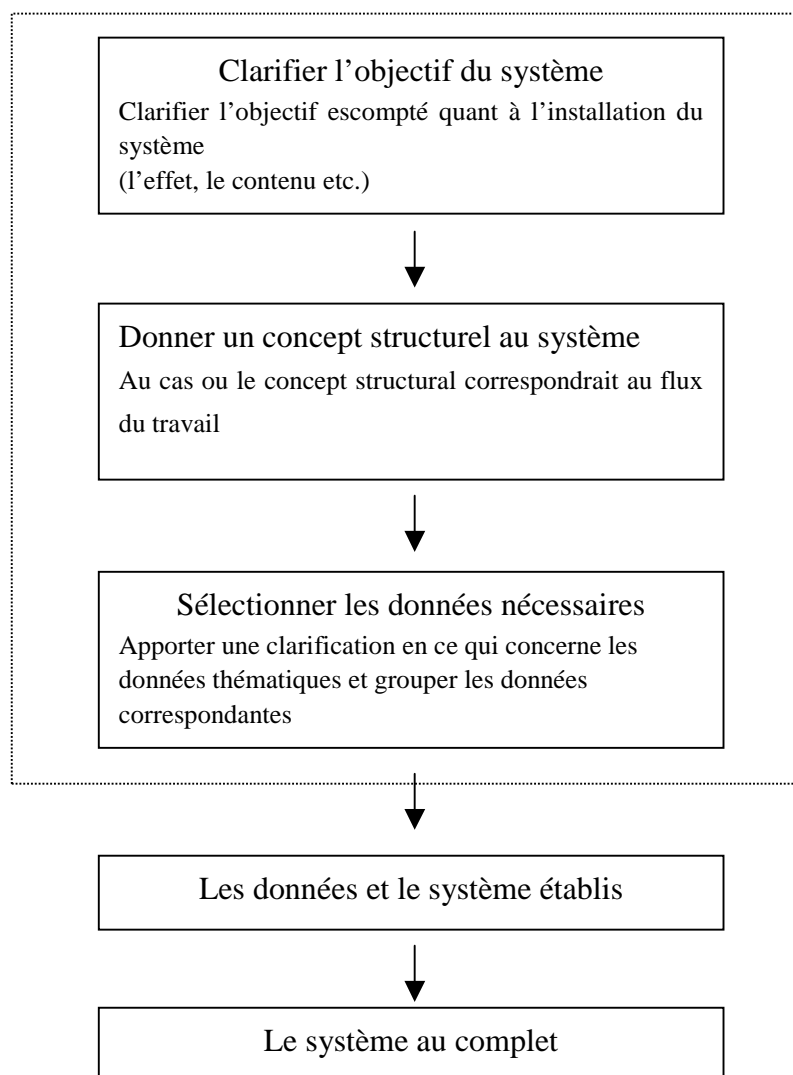 Clarifier l’objectif du système
Clarifier l’objectif escompté quant à l’installation du
système
(l’effet, le contenu etc.)
Donner un concept structurel au système
Au cas ou le concept structural correspondrait au flux
du travail
Sélectionner les données nécessaires
Apporter une clarification en ce qui concerne les
données thématiques et grouper les données
correspondantes
Les données et le système établis
Le système au complet